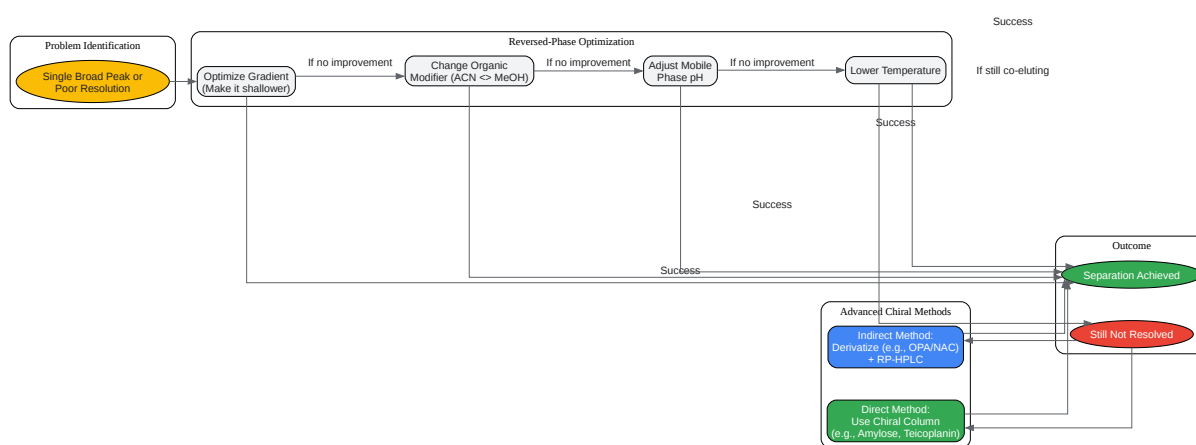 Success
Problem Identification
Reversed-Phase Optimization
Single Broad Peak or
Poor Resolution
Optimize Gradient
(Make it shallower)
If no improvement
Change Organic
Modifier (ACN <> MeOH)
If no improvement
Adjust Mobile
Phase pH
If no improvement
Lower Temperature
If still co-eluting
Success
Success
Success
Outcome
Separation Achieved
Still Not Resolved
Advanced Chiral Methods
Indirect Method:
Derivatize (e.g., OPA/NAC)
+ RP-HPLC
Direct Method:
Use Chiral Column
(e.g., Amylose, Teicoplanin)